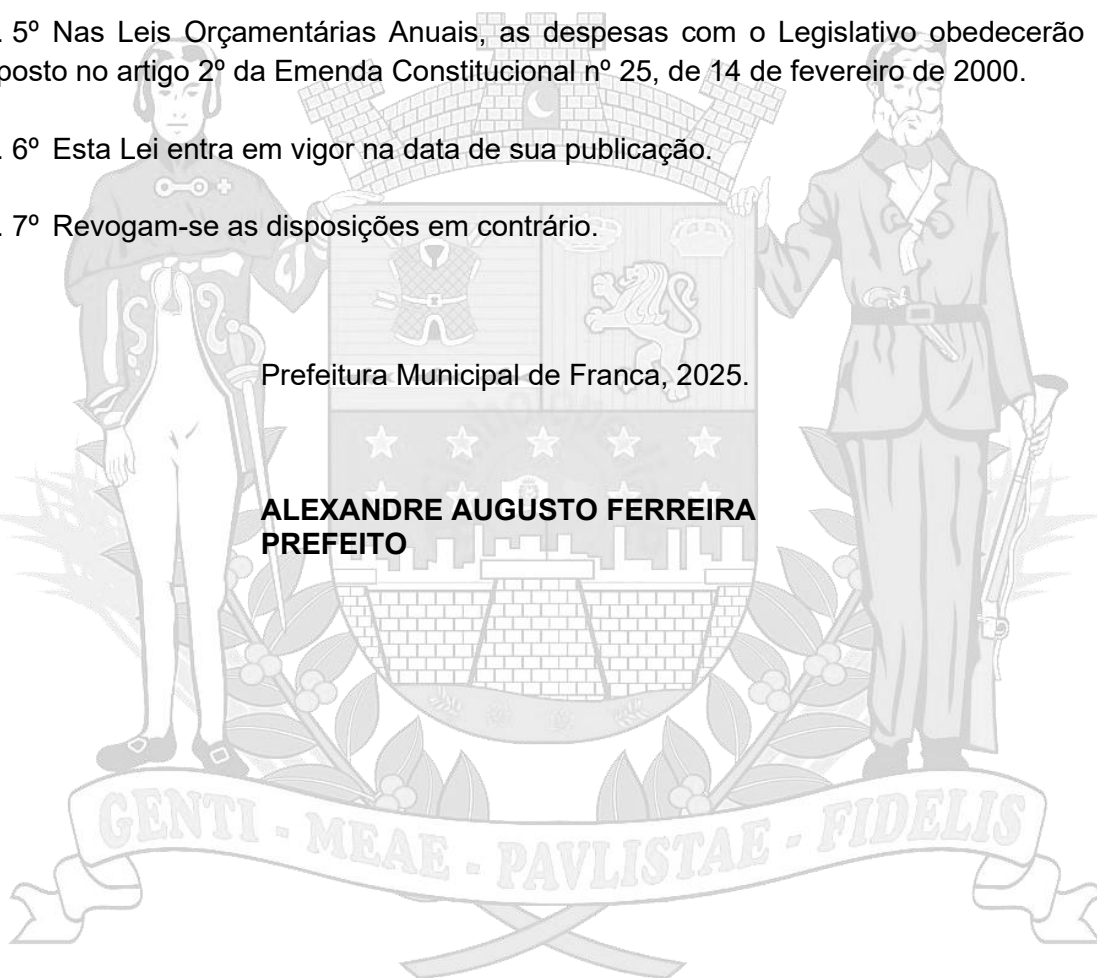 . 5º Nas Leis Orçamentárias Anuais, as despesas com o Legislativo obedecerão
posto no artigo 2º da Emenda Constitucional nº 25, de 14 de fevereiro de 2000.
. 6º Esta Lei entra em vigor na data de sua publicação.
. 7º Revogam-se as disposições em contrário.
Prefeitura Municipal de Franca, 2025.
ALEXANDRE AUGUSTO FERREIRA
PREFEITO
GENTI - MEAE - PAVLISTAE - FIDELIS